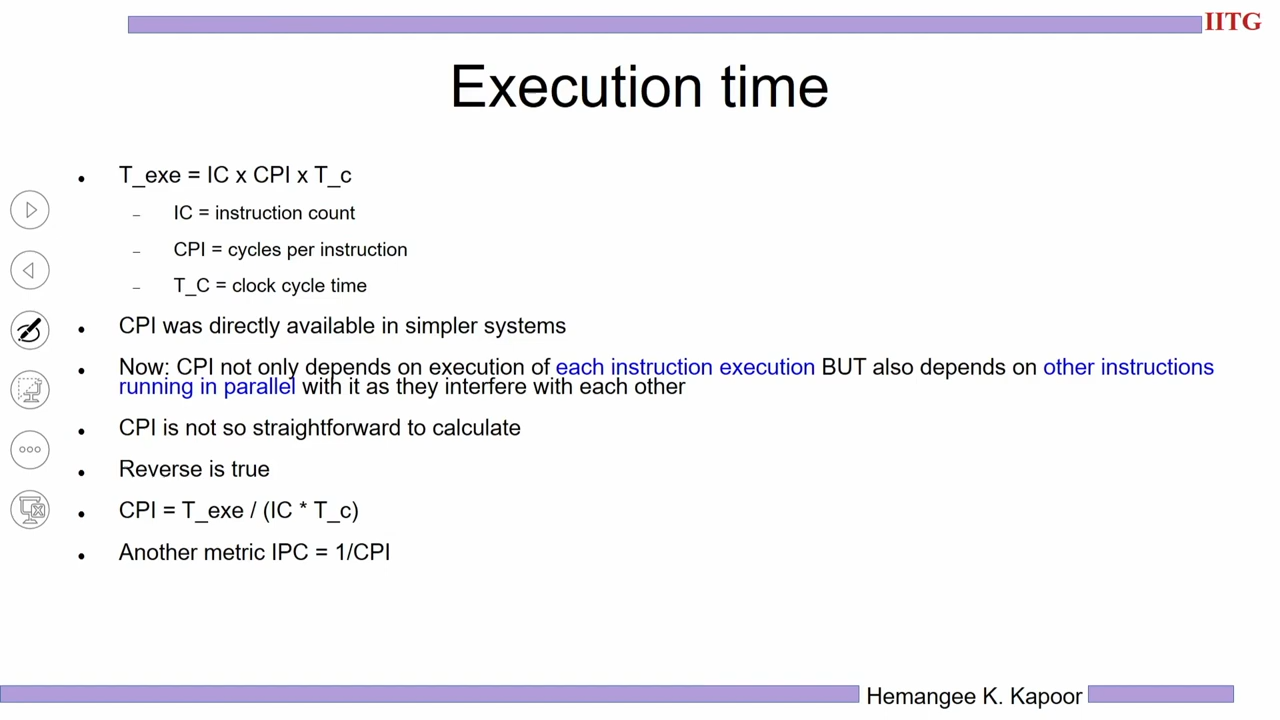 IITG
Execution time
• T_exe = IC x CPI x T_c
– IC = instruction count
– CPI = cycles per instruction
– T_C = clock cycle time
• CPI was directly available in simpler systems
• Now: CPI not only depends on execution of each instruction execution BUT also depends on other instructions
running in parallel with it as they interfere with each other
• CPI is not so straightforward to calculate
• Reverse is true
• CPI = T_exe / (IC * T_c)
• Another metric IPC = 1/CPI
Hemangee K. Kapoor